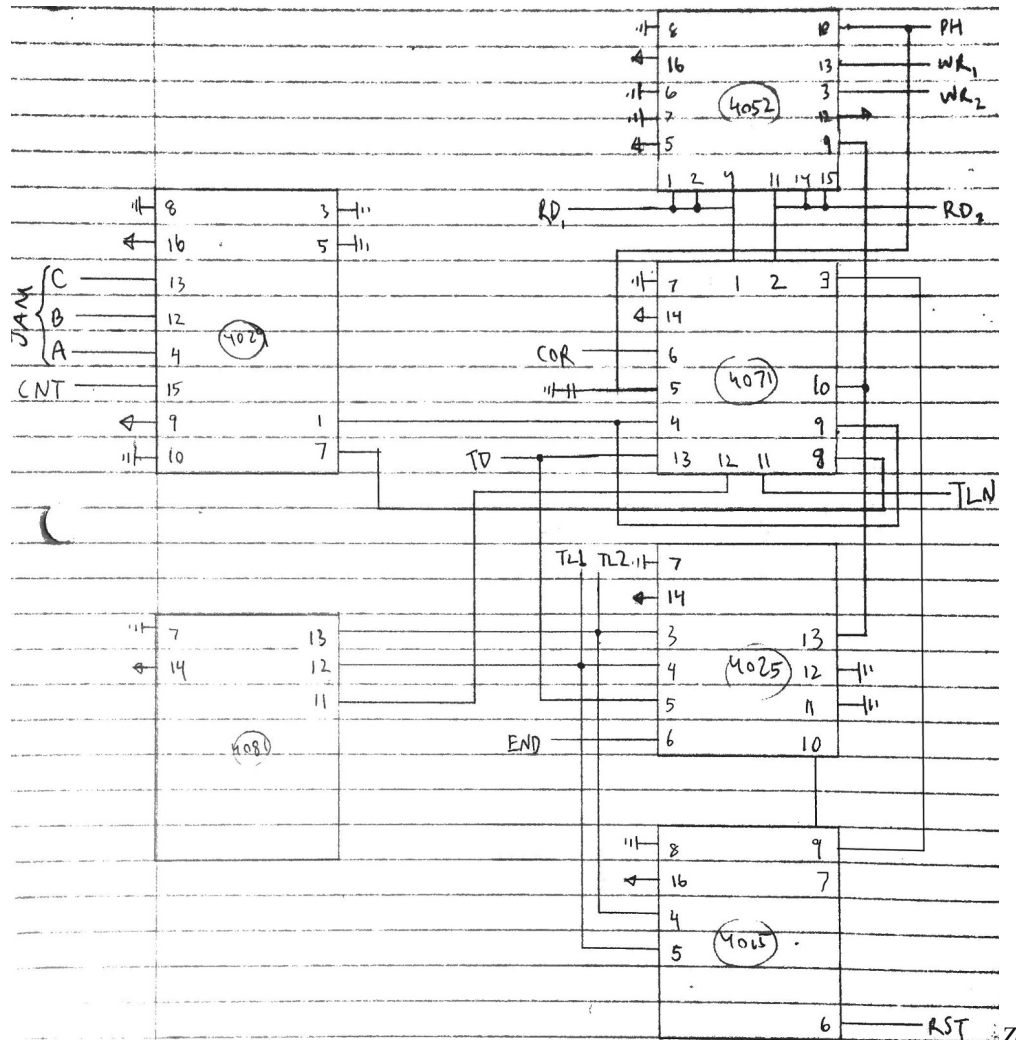 8 10 PH
16 13 WR1
6 3 WR2
4052
7 12
5 9
1 2 4 11 14 15
RD1 RD2
8 3
16 5
JAM
C 13
B 12
A 4
4029
CNT 15
9 1
10 7
7 1 2 3
14
COR 6
4071
5 10
4 9
TD 13 12 11 8
TLN
TL1 TL2 7
14
3 13
4 4025 12
5 11
END 6 10
7 13
14 12
11
4081
8 9
16 7
4
5
6 RST